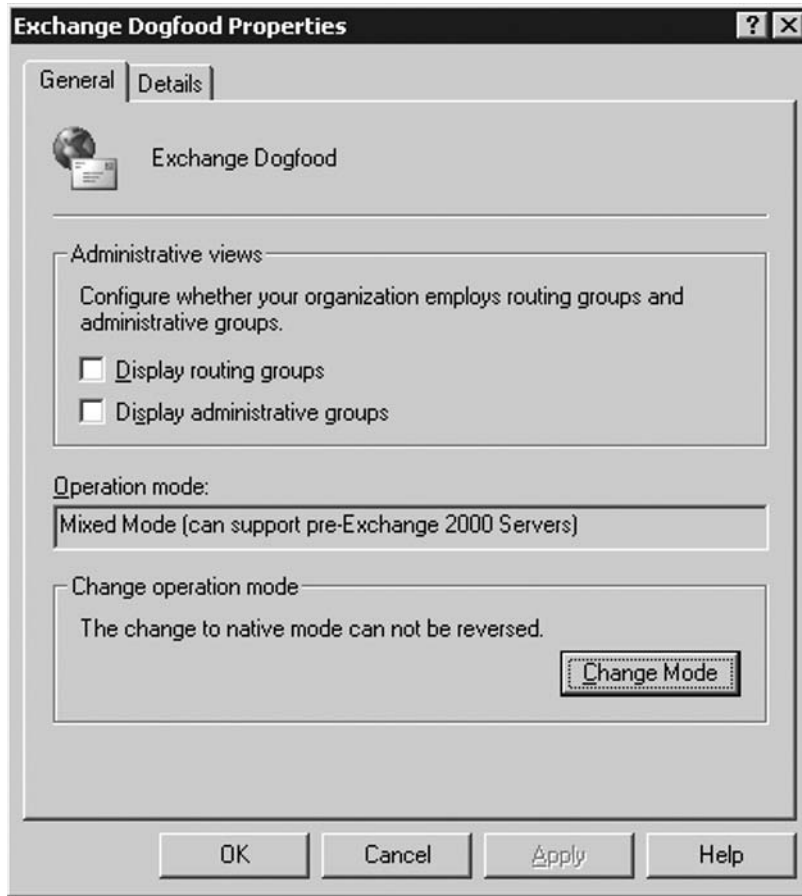 Exchange Dogfood Properties
General
Details
Exchange Dogfood
Administrative views
Configure whether your organization employs routing groups and
administrative groups.
Display routing groups
Display administrative groups
Operation mode:
Mixed Mode (can support pre-Exchange 2000 Servers)
Change operation mode
The change to native mode can not be reversed.
Change Mode
OK
Cancel
Apply
Help